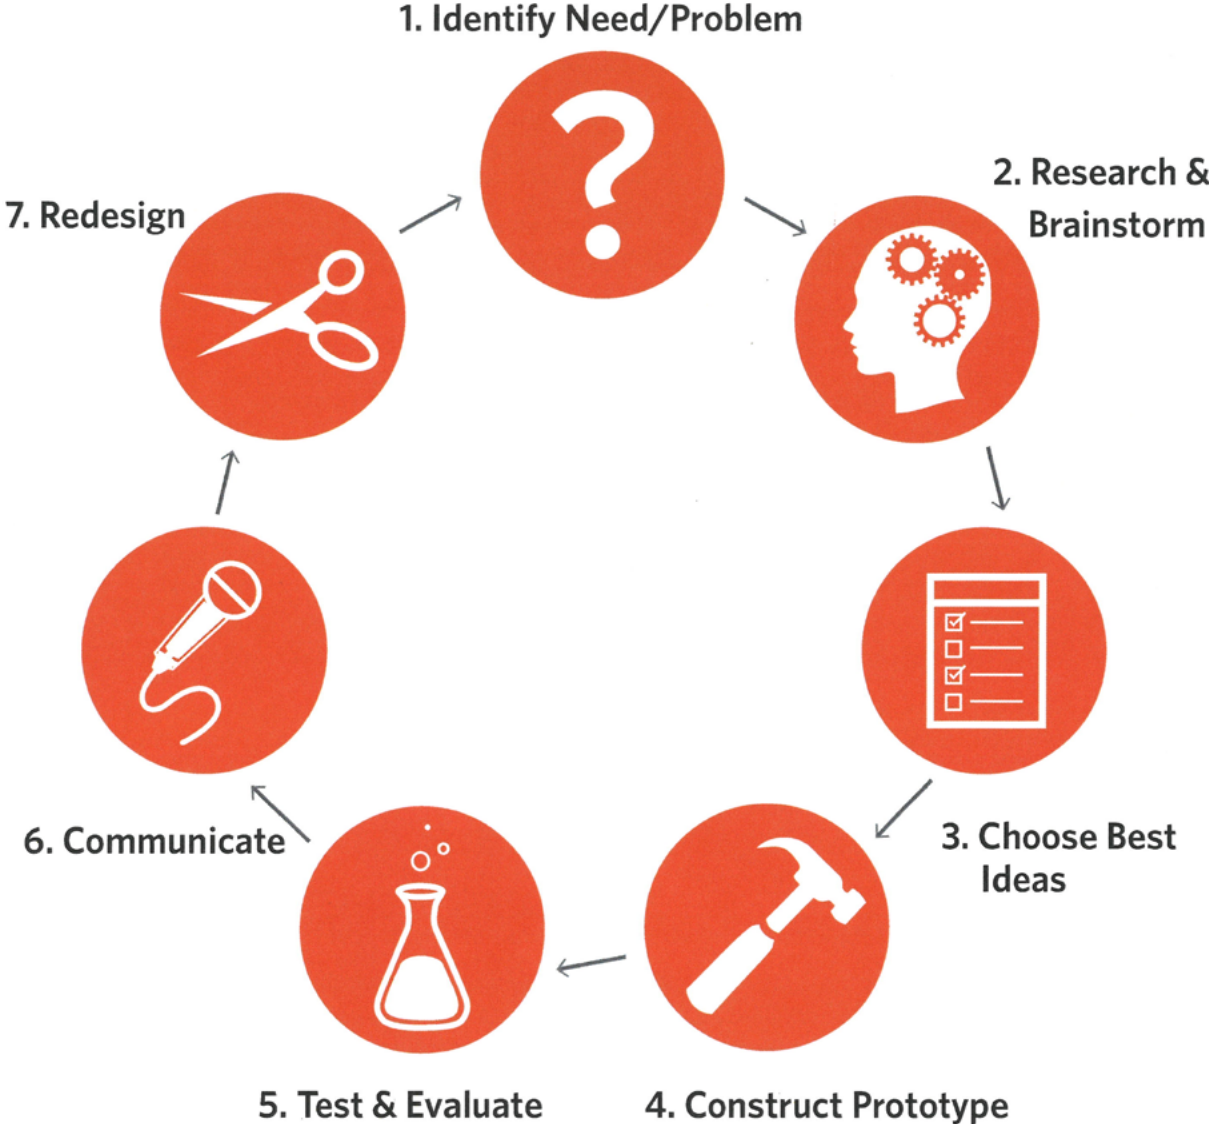 1. Identify Need/Problem
2. Research &
Brainstorm
3. Choose Best
Ideas
4. Construct Prototype
5. Test & Evaluate
6. Communicate
7. Redesign